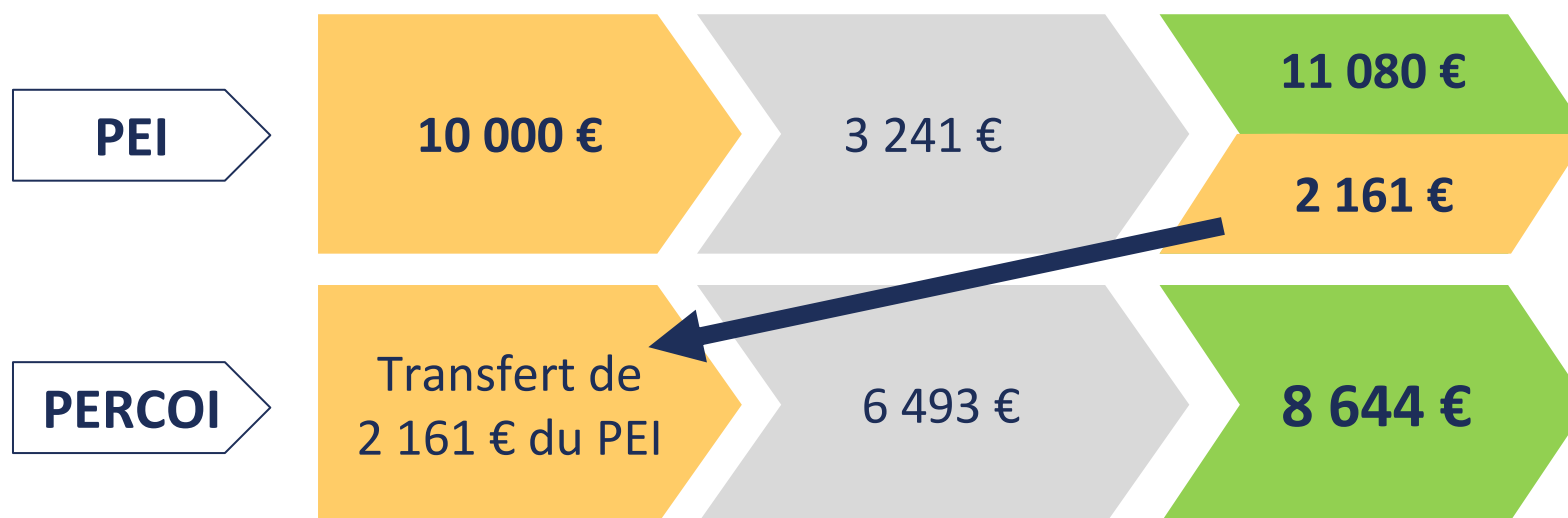 PEI
10 000 €
3 241 €
11 080 €
2 161 €
PERCOI
Transfert de
2 161 € du PEI
6 493 €
8 644 €